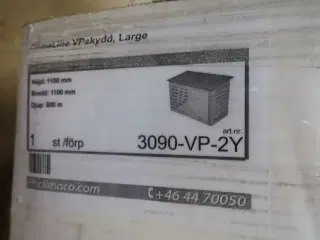 VPskydd, Large
Höjd: 1100 mm
Bredd: 1100 mm
Djup:
art.nr.
1 st /förp 3090-VP-2Y
climaco.com
+46 44 70050